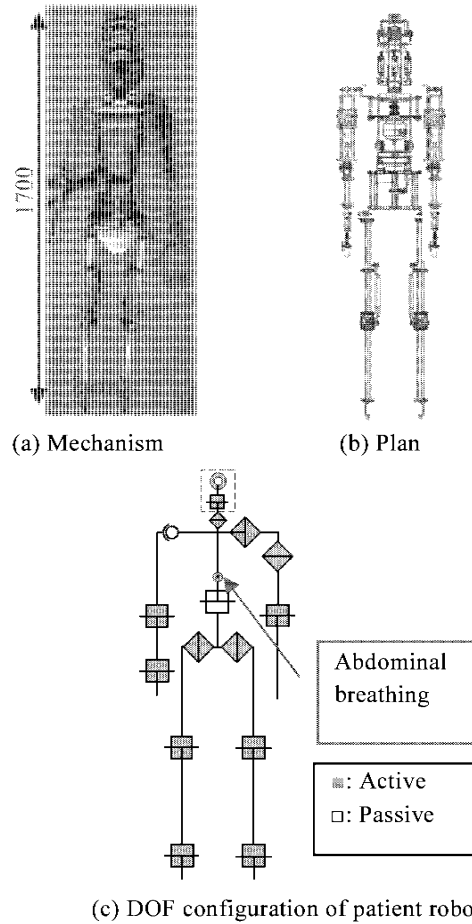 1700
(a) Mechanism
(b) Plan
Abdominal
breathing
: Active
: Passive
(c) DOF configuration of patient robo